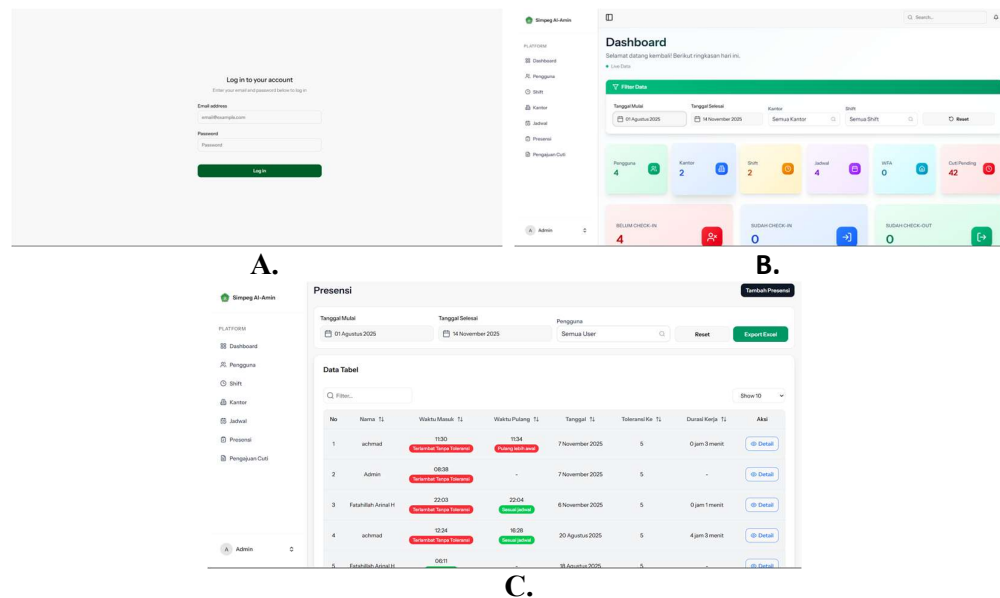 Log in to your account
Enter your email and password below to log in
Email address
email@example.com
Password
Password
Log in
A.
Simpeg Al-Amin
PLATFORM
Dashboard
Pengguna
Shift
Kantor
Jadwal
Presensi
Pengajuan Cuti
A Admin
Search...
Dashboard
Selamat datang kembali! Berikut ringkasan hari ini.
Live Data
Filter Data
Tanggal Mulai Tanggal Selesai Kantor Shift
01 Agustus 2025 14 November 2025 Semua Kantor Semua Shift Reset
Pengguna Kantor Shift Jadwal WFA Cuti Pending
4 2 2 4 0 42
BELUM CHECK-IN SUDAH CHECK-IN SUDAH CHECK-OUT
4 0 0
B.
Simpeg Al-Amin
PLATFORM
Dashboard
Pengguna
Shift
Kantor
Jadwal
Presensi
Pengajuan Cuti
A Admin
Presensi Tambah Presensi
Tanggal Mulai Tanggal Selesai Pengguna
01 Agustus 2025 14 November 2025 Semua User Reset Export Excel
Data Tabel
Filter... Show 10
No Nama Waktu Masuk Waktu Pulang Tanggal Toleransi Ke Durasi Kerja Aksi
1 achmad 11:30 11:34 7 November 2025 5 0 jam 3 menit Detail
Terlambat Tanpa Toleransi Pulang lebih awal
2 Admin 08:38 - 7 November 2025 5 - Detail
Terlambat Tanpa Toleransi
3 Fatahillah Arinal H 22:03 22:04 6 November 2025 5 0 jam 1 menit Detail
Terlambat Tanpa Toleransi Sesuai jadwal
4 achmad 12:24 16:28 20 Agustus 2025 5 4 jam 3 menit Detail
Terlambat Tanpa Toleransi Sesuai jadwal
5 Fatahillah Arinal H 06:11 - 18 Agustus 2025 5 - Detail
C.